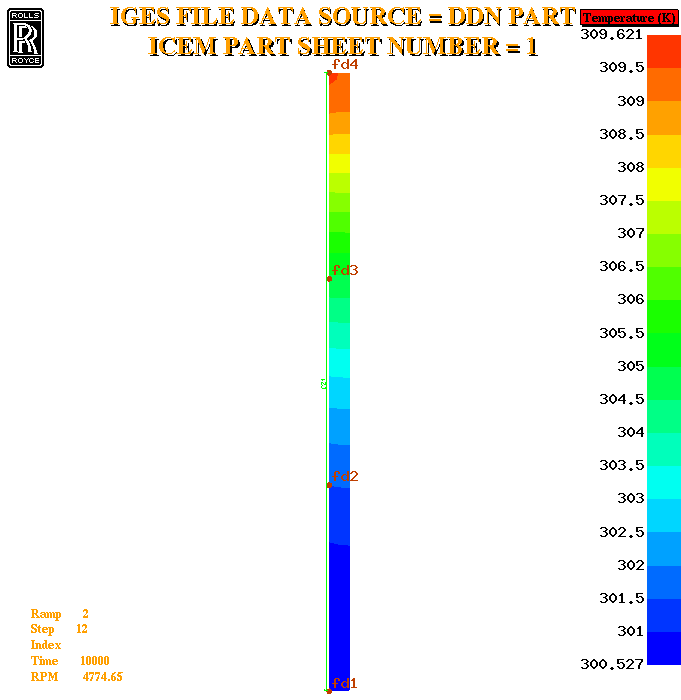 ROLLS
RR
ROYCE
IGES FILE DATA SOURCE = DDN PART
ICEM PART SHEET NUMBER = 1
Temperature (K)
309.621
309.5
309
308.5
308
307.5
307
306.5
306
305.5
305
304.5
304
303.5
303
302.5
302
301.5
301
300.527
fd4
fd3
fd2
fd1
Ramp 2
Step 12
Index
Time 10000
RPM 4774.65